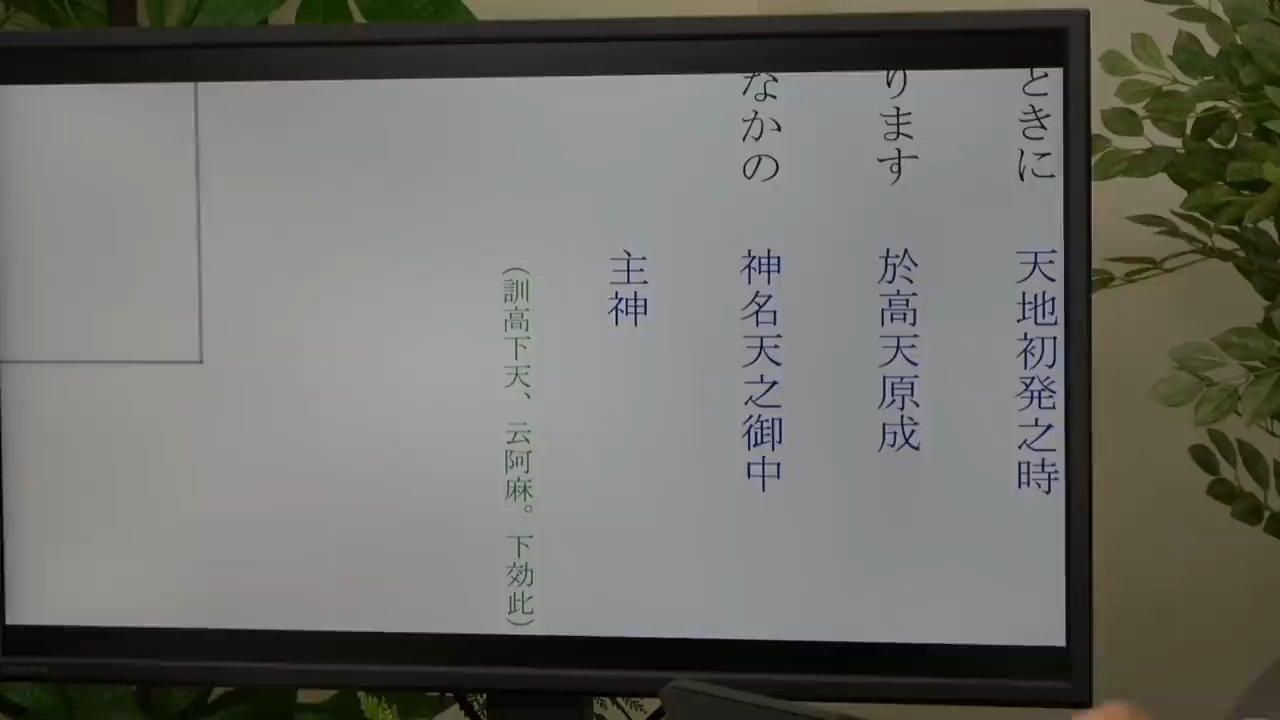 ときに　天地初発之時
ります　於高天原成
なかの　神名天之御中
主神
（訓高下天、云阿麻。下効此）